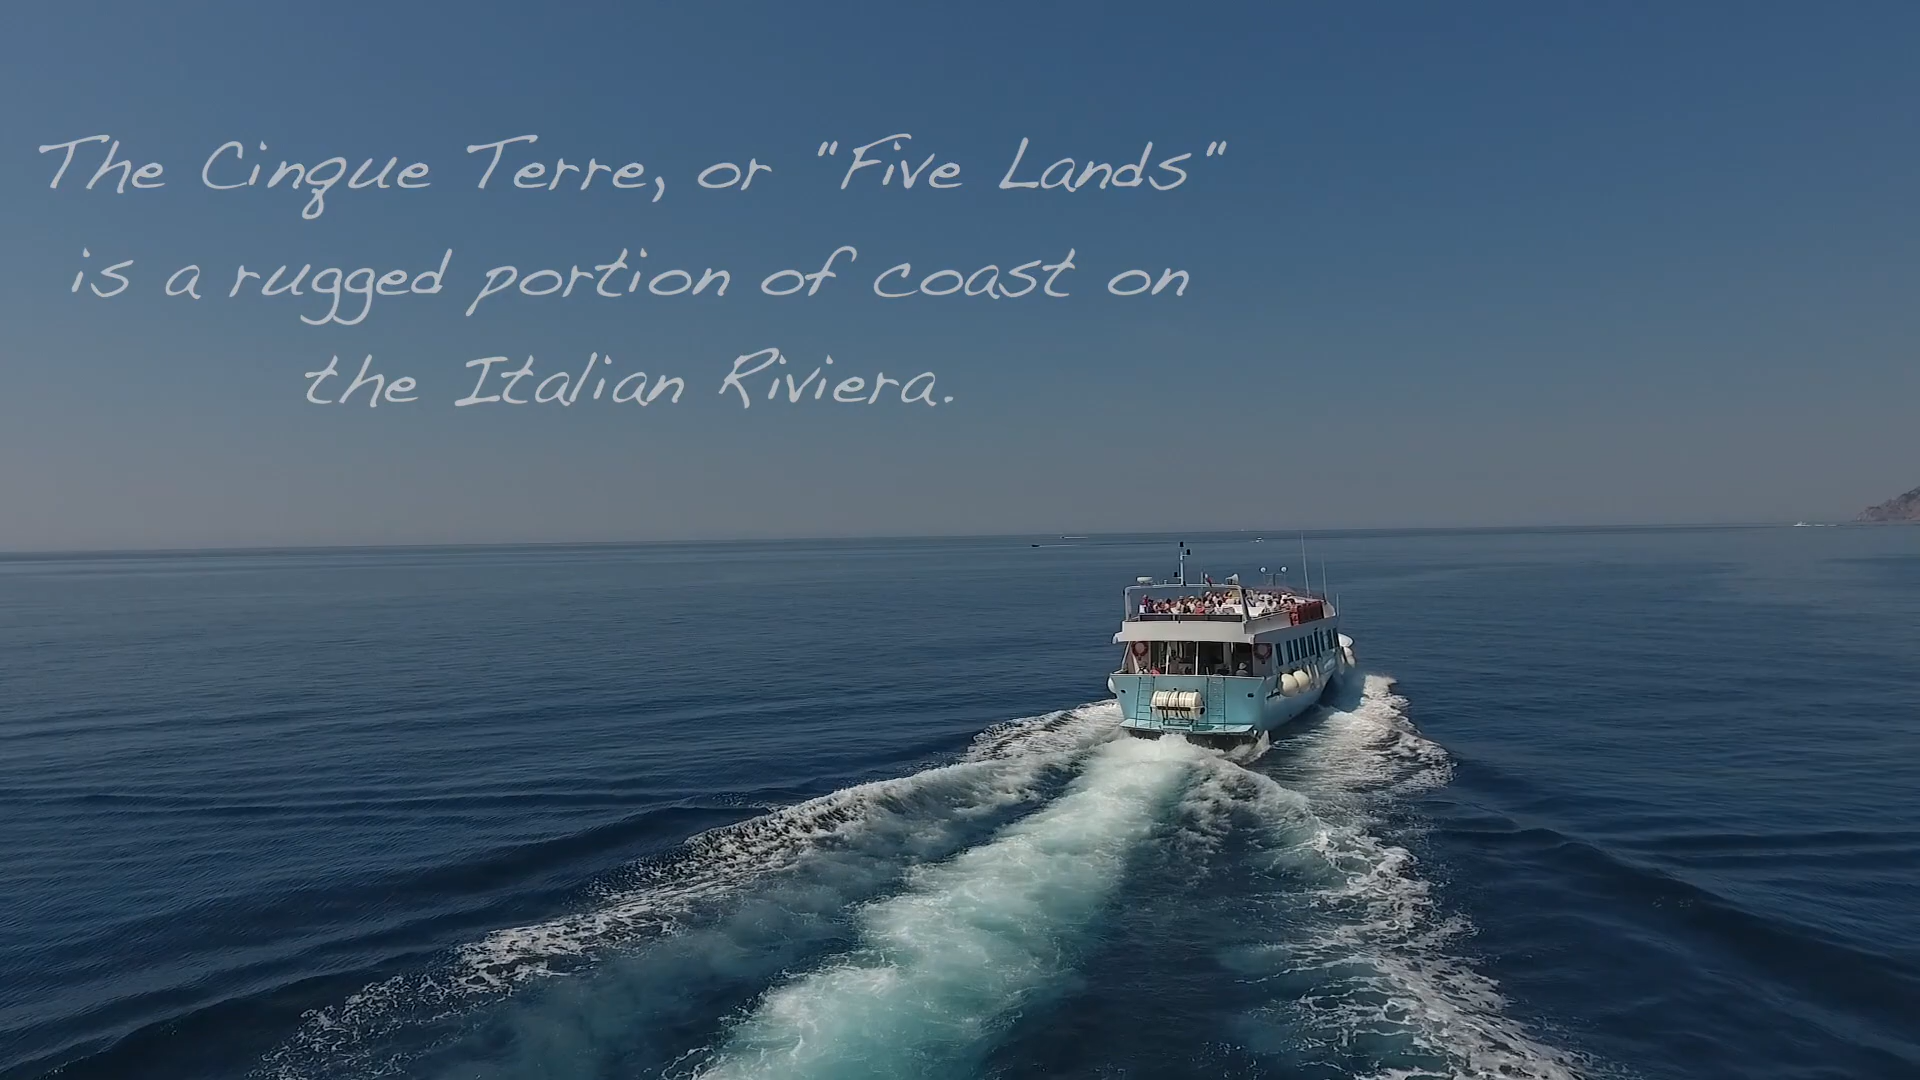 The Cinque Terre, or "Five Lands"
is a rugged portion of coast on
the Italian Riviera.